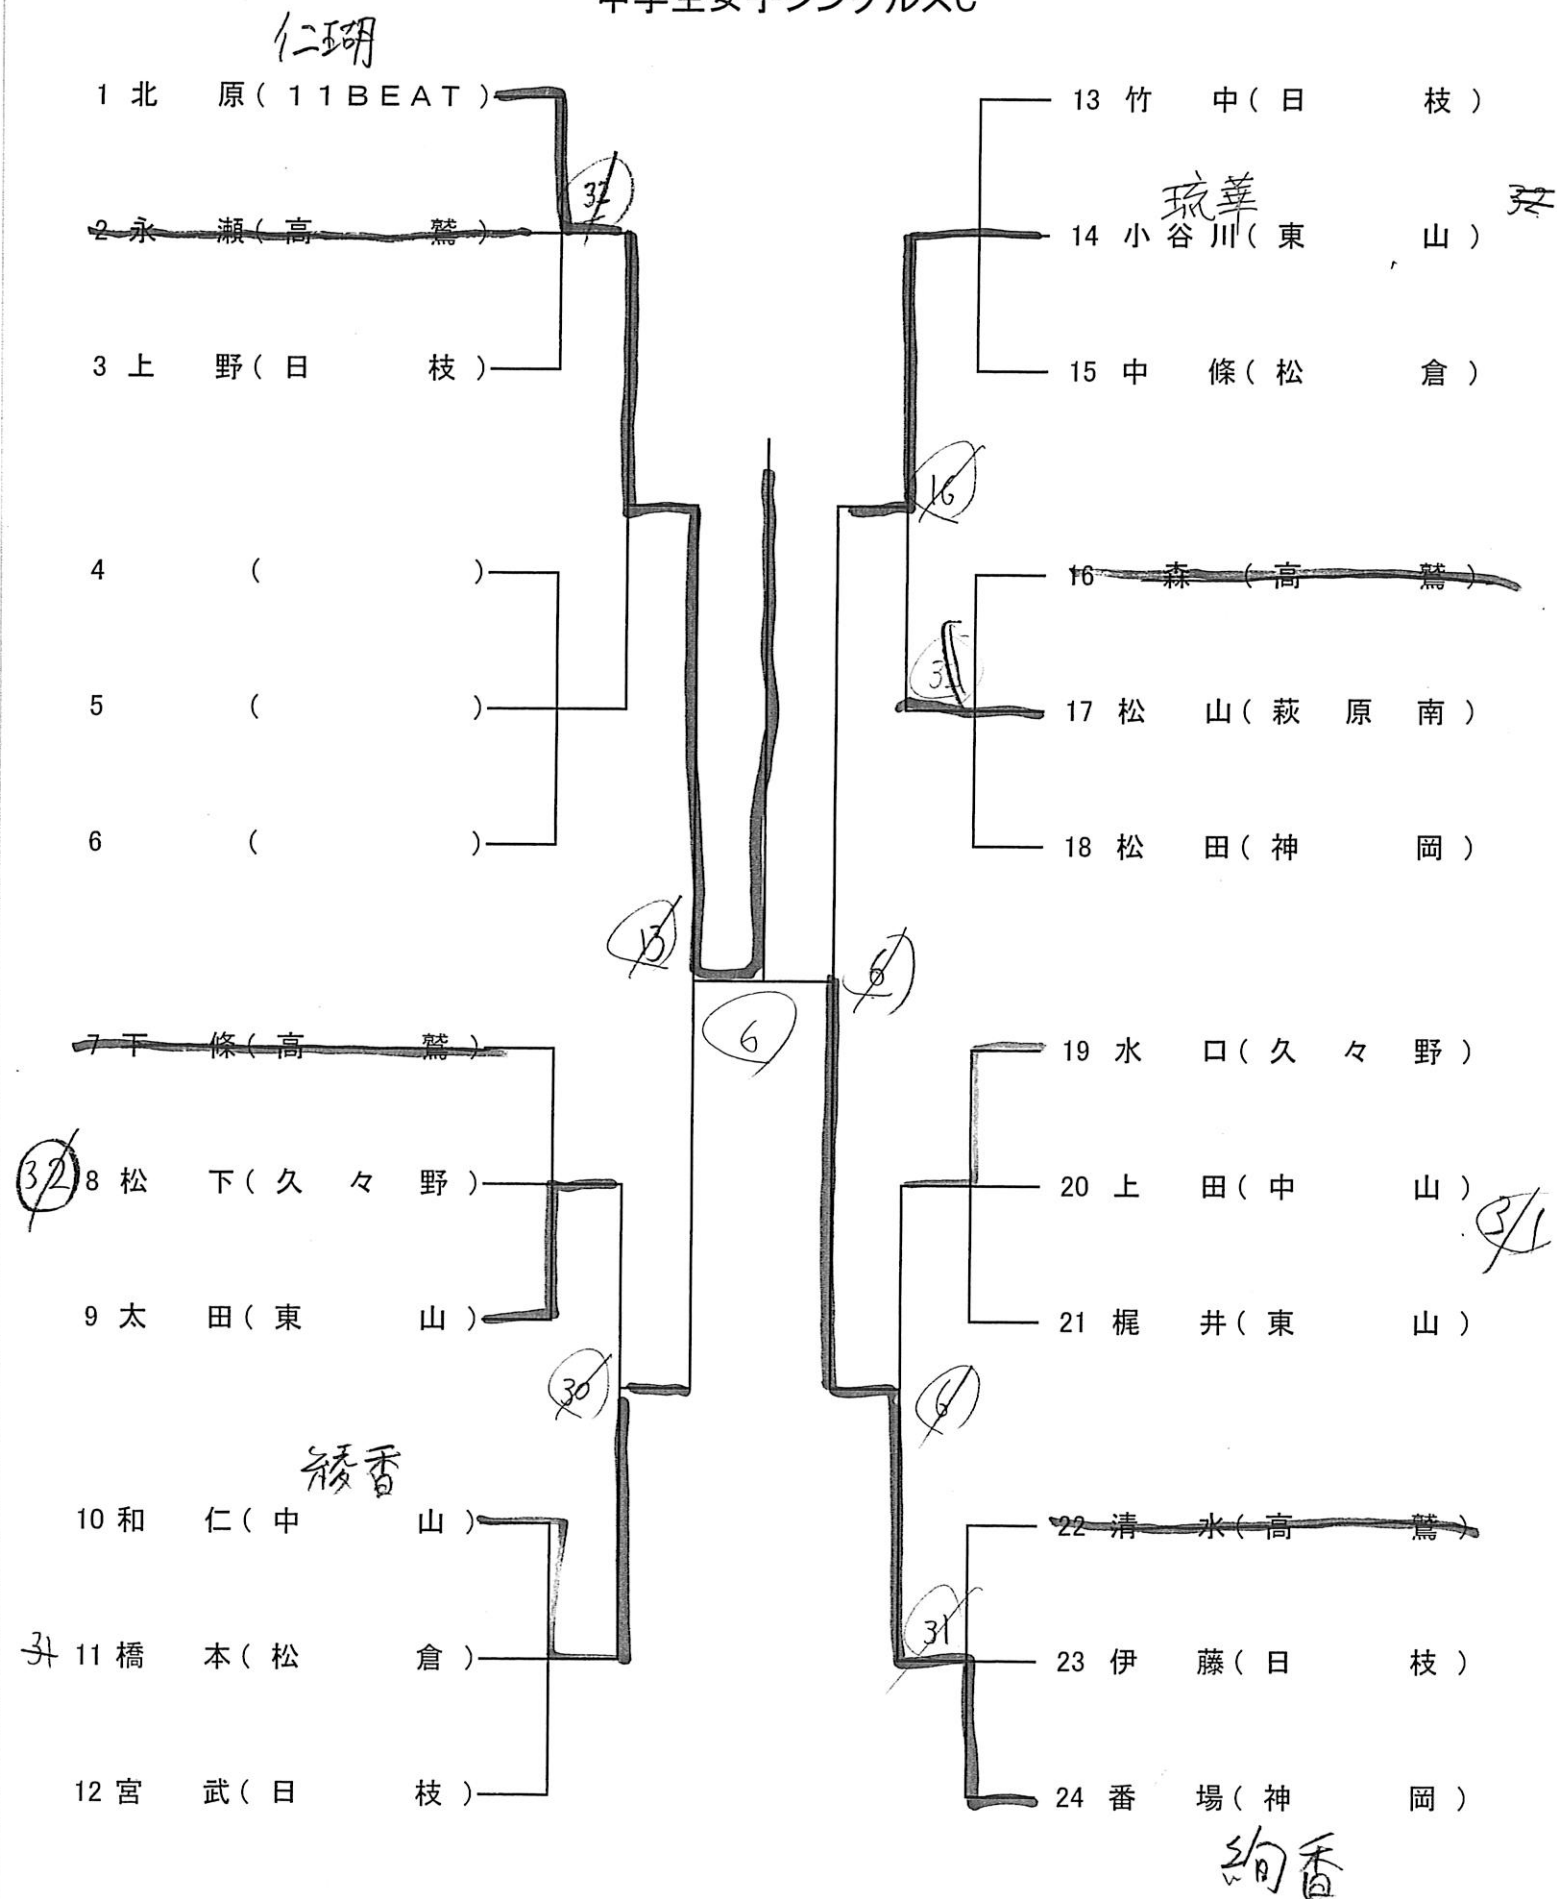 中学生女子シングルスC
仁瑚
1 北 原(11BEAT)
32
2 永 瀬(高 鷲)
3 上 野(日 枝)
4 ( )
5 ( )
6 ( )
13
6
7 下 條(高 鷲)
32
8 松 下(久 々 野)
9 太 田(東 山)
30
綾香
10 和 仁(中 山)
31
11 橋 本(松 倉)
12 宮 武(日 枝)
13 竹 中(日 枝)
琉華
32
14 小谷川(東 山)
15 中 條(松 倉)
16
16 森 (高 鷲)
17 松 山(萩 原 南)
18 松 田(神 岡)
6
19 水 口(久 々 野)
20 上 田(中 山)
31
21 梶 井(東 山)
6
22 清 水(高 鷲)
31
23 伊 藤(日 枝)
24 番 場(神 岡)
絢香